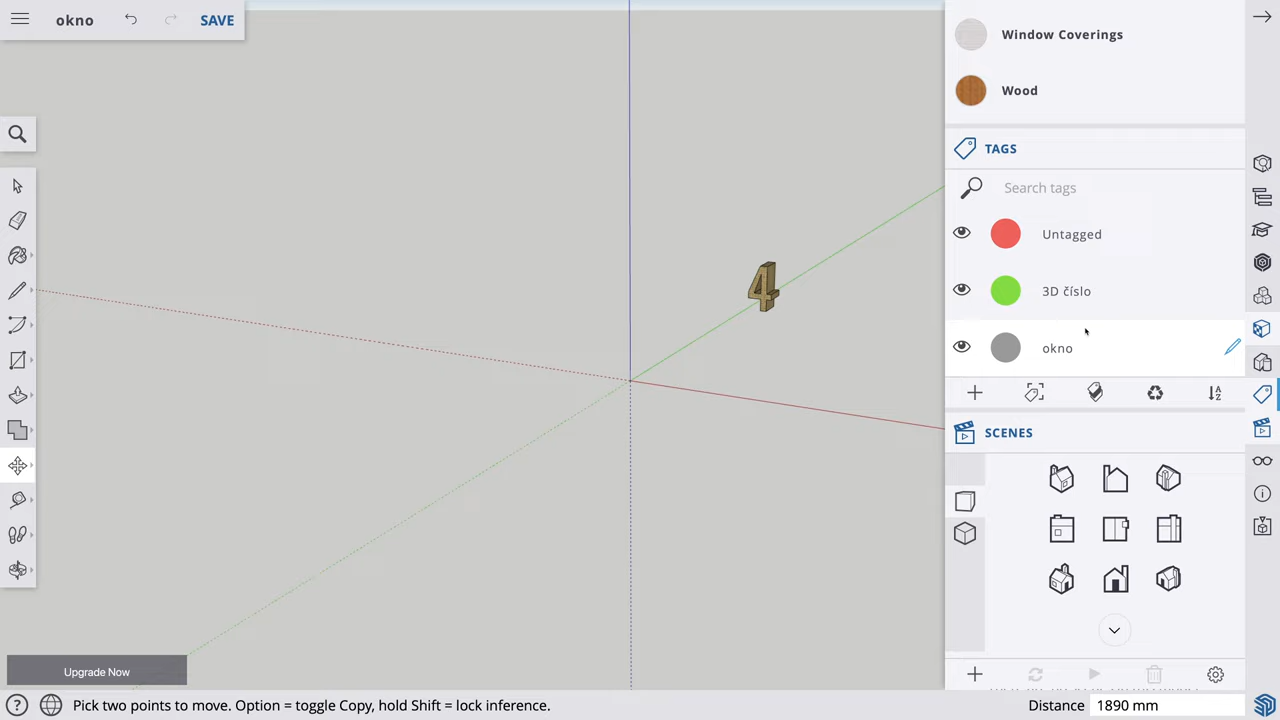 okno
SAVE
Window Coverings
Wood
TAGS
Search tags
Untagged
3D číslo
okno
SCENES
4
Upgrade Now
Pick two points to move. Option = toggle Copy, hold Shift = lock inference.
Distance 1890 mm